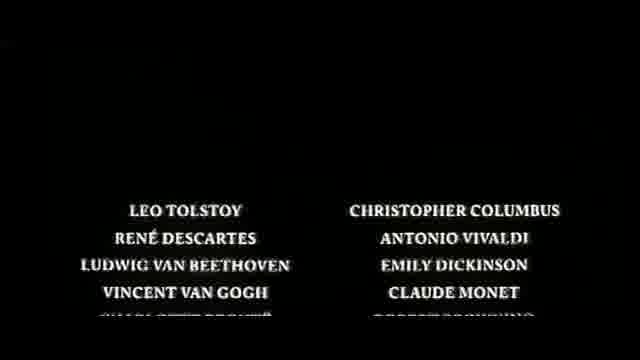 LEO TOLSTOY CHRISTOPHER COLUMBUS
RENÉ DESCARTES ANTONIO VIVALDI
LUDWIG VAN BEETHOVEN EMILY DICKINSON
VINCENT VAN GOGH CLAUDE MONET